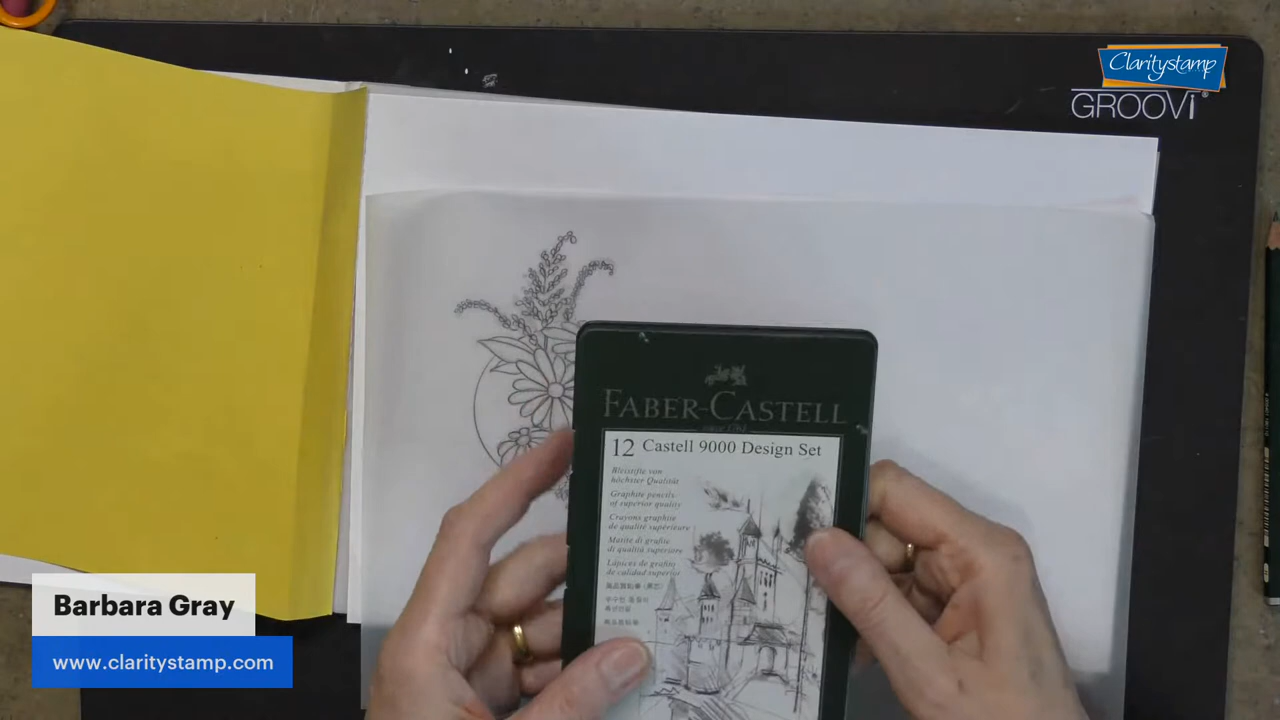 Claritystamp
GROOVI
FABER-CASTELL
12 Castell 9000 Design Set
Bleistifte von
höchster Qualität
Graphite pencils
of superior quality
Crayons graphite
de qualité supérieure
Matite di grafite
di qualità superiore
Lápices de grafito
de calidad superior
Barbara Gray
www.claritystamp.com